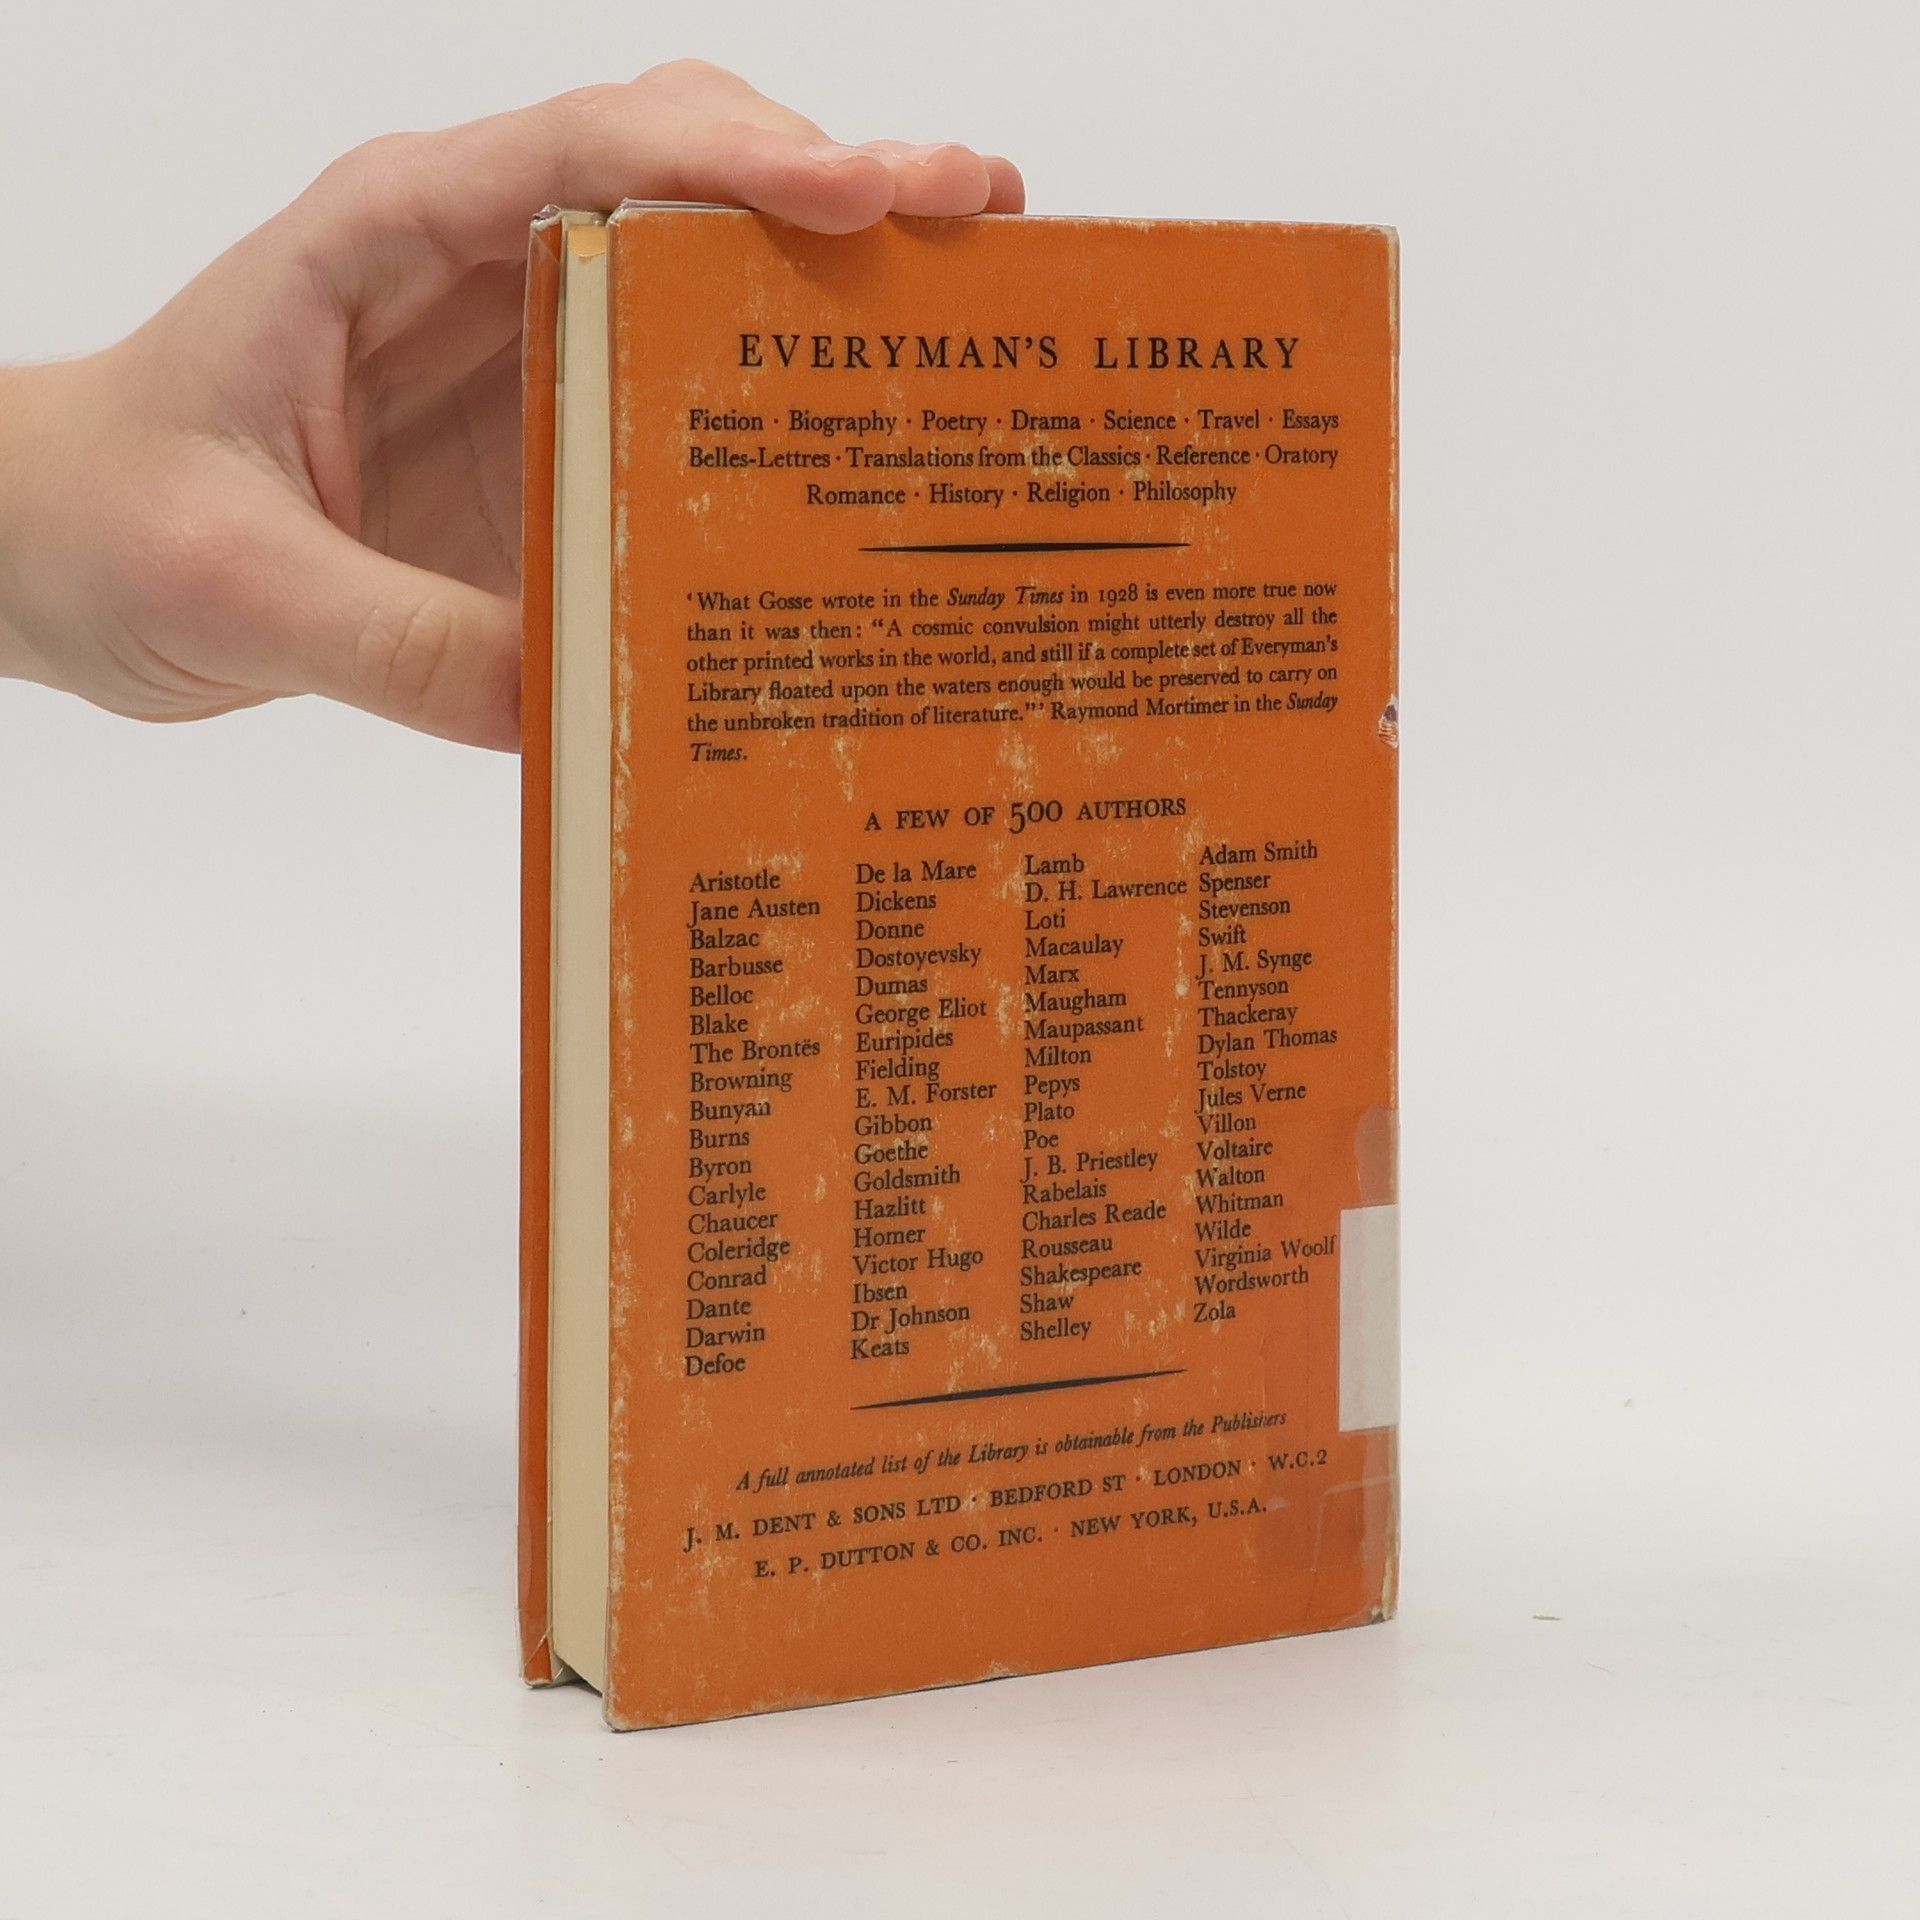 EVERYMAN'S LIBRARY
Fiction · Biography · Poetry · Drama · Science · Travel · Essays
Belles-Lettres · Translations from the Classics · Reference · Oratory
Romance · History · Religion · Philosophy
‘What Gosse wrote in the Sunday Times in 1928 is even more true now
than it was then: “A cosmic convulsion might utterly destroy all the
other printed works in the world, and still if a complete set of Everyman's
Library floated upon the waters enough would be preserved to carry on
the unbroken tradition of literature.”’ Raymond Mortimer in the Sunday
Times.
A FEW OF 500 AUTHORS
Aristotle
Jane Austen
Balzac
Barbusse
Belloc
Blake
The Brontës
Browning
Bunyan
Burns
Byron
Carlyle
Chaucer
Coleridge
Conrad
Dante
Darwin
Defoe
De la Mare
Dickens
Donne
Dostoyevsky
Dumas
George Eliot
Euripides
Fielding
E. M. Forster
Gibbon
Goethe
Goldsmith
Hazlitt
Homer
Victor Hugo
Ibsen
Dr Johnson
Keats
Lamb
D. H. Lawrence
Loti
Macaulay
Marx
Maugham
Maupassant
Milton
Pepys
Plato
Poe
J. B. Priestley
Rabelais
Charles Reade
Rousseau
Shakespeare
Shaw
Shelley
Adam Smith
Spenser
Stevenson
Swift
J. M. Synge
Tennyson
Thackeray
Dylan Thomas
Tolstoy
Jules Verne
Villon
Voltaire
Walton
Whitman
Wilde
Virginia Woolf
Wordsworth
Zola
A full annotated list of the Library is obtainable from the Publishers
J. M. DENT & SONS LTD · BEDFORD ST · LONDON · W.C.2
E. P. DUTTON & CO. INC. · NEW YORK, U.S.A.